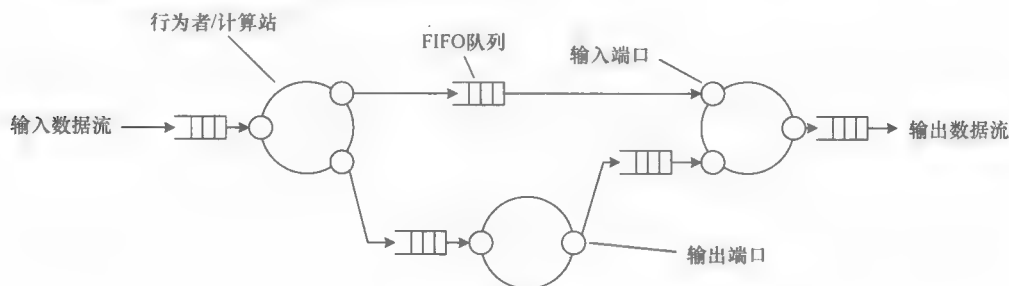 行为者/计算站
FIFO队列
输入端口
输入数据流
输出数据流
输出端口